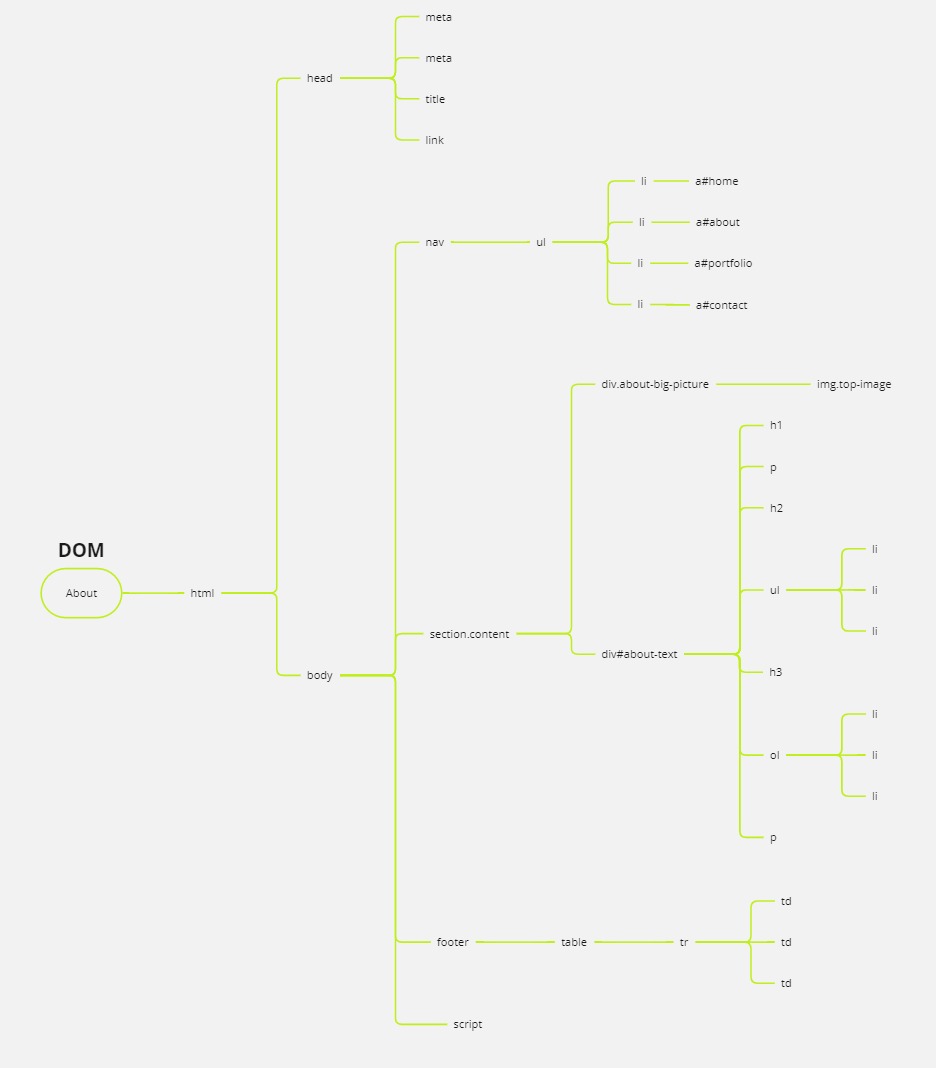 meta
meta
head
title
link
li a#home
li a#about
nav ul
li a#portfolio
li a#contact
div.about-big-picture img.top-image
h1
p
h2
DOM
li
About html
ul li
li
section.content
div#about-text
h3
body
li
ol li
li
p
td
footer table tr td
td
script